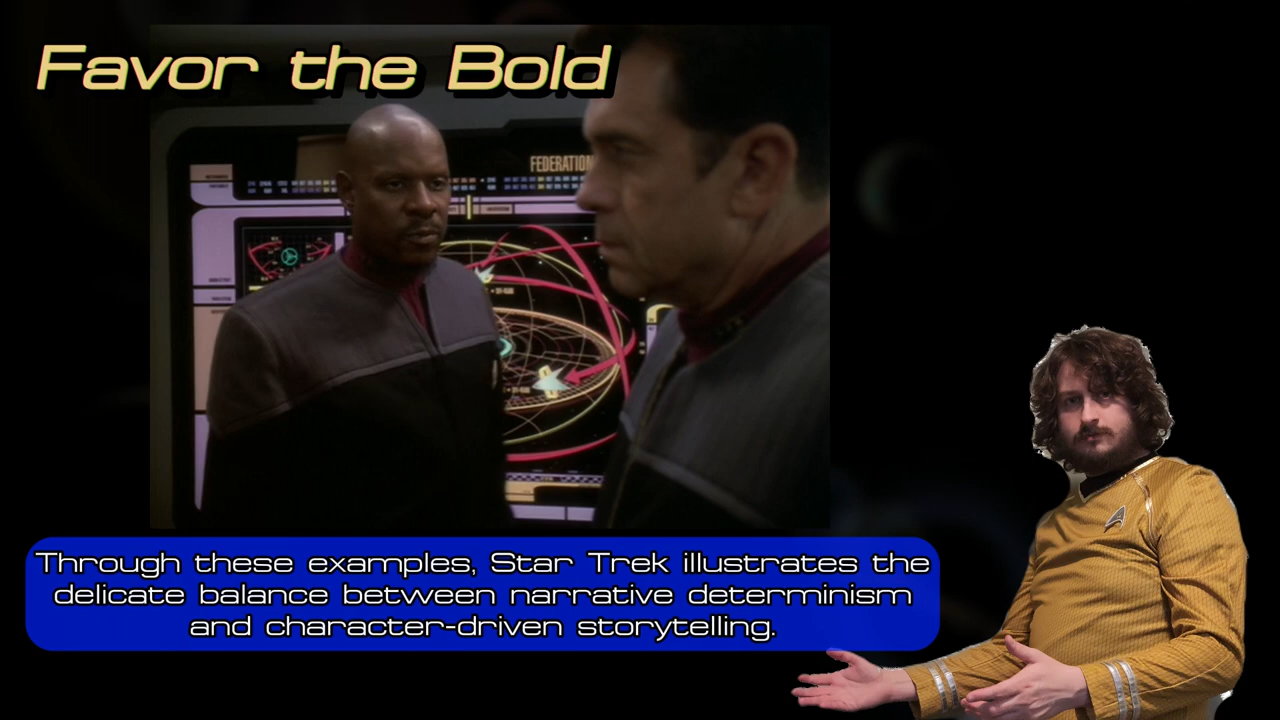 Favor the Bold
FEDERATION
Through these examples, Star Trek illustrates the
delicate balance between narrative determinism
and character-driven storytelling.